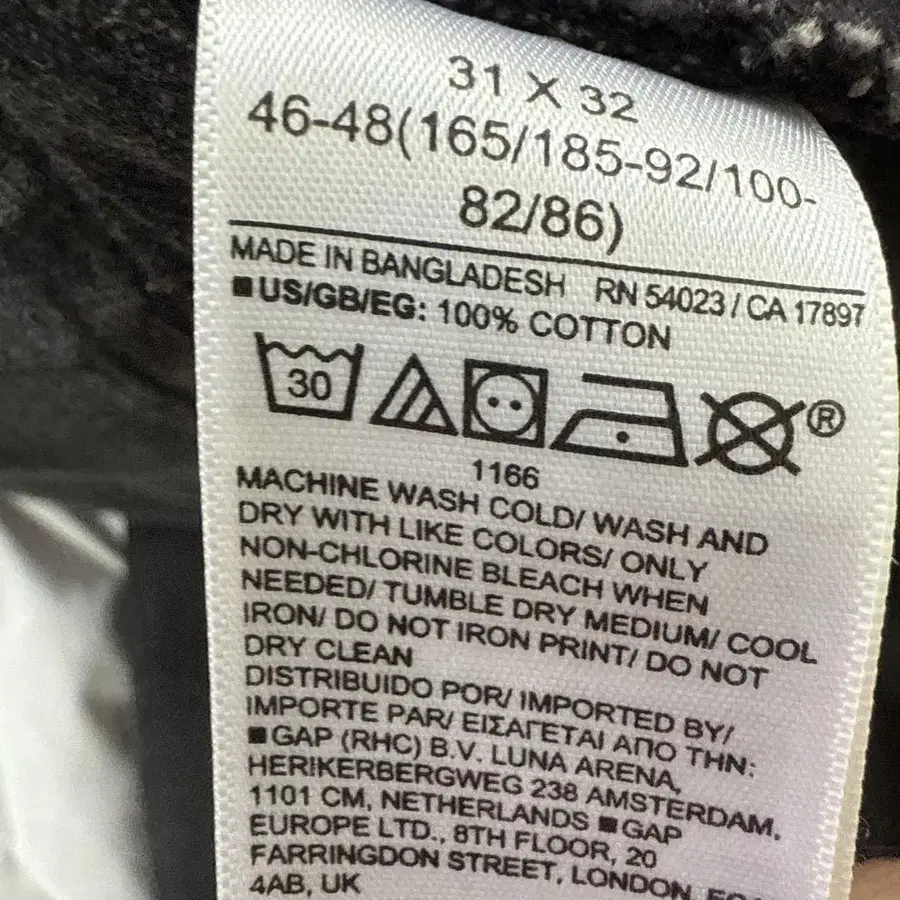 31 X 32
46-48(165/185-92/100-
82/86)
MADE IN BANGLADESH RN 54023 / CA 17897
■US/GB/EG: 100% COTTON
30
®
1166
MACHINE WASH COLD/ WASH AND
DRY WITH LIKE COLORS/ ONLY
NON-CHLORINE BLEACH WHEN
NEEDED/ TUMBLE DRY MEDIUM/ COOL
IRON/ DO NOT IRON PRINT/ DO NOT
DRY CLEAN
DISTRIBUIDO POR/ IMPORTED BY/
IMPORTE PAR/ ΕΙΣΑΓΕΤΑΙ ΑΠΟ ΤΗΝ:
■GAP (RHC) B.V. LUNA ARENA,
HERIKERBERGWEG 238 AMSTERDAM,
1101 CM, NETHERLANDS ■GAP
EUROPE LTD., 8TH FLOOR, 20
FARRINGDON STREET, LONDON,
4AB, UK